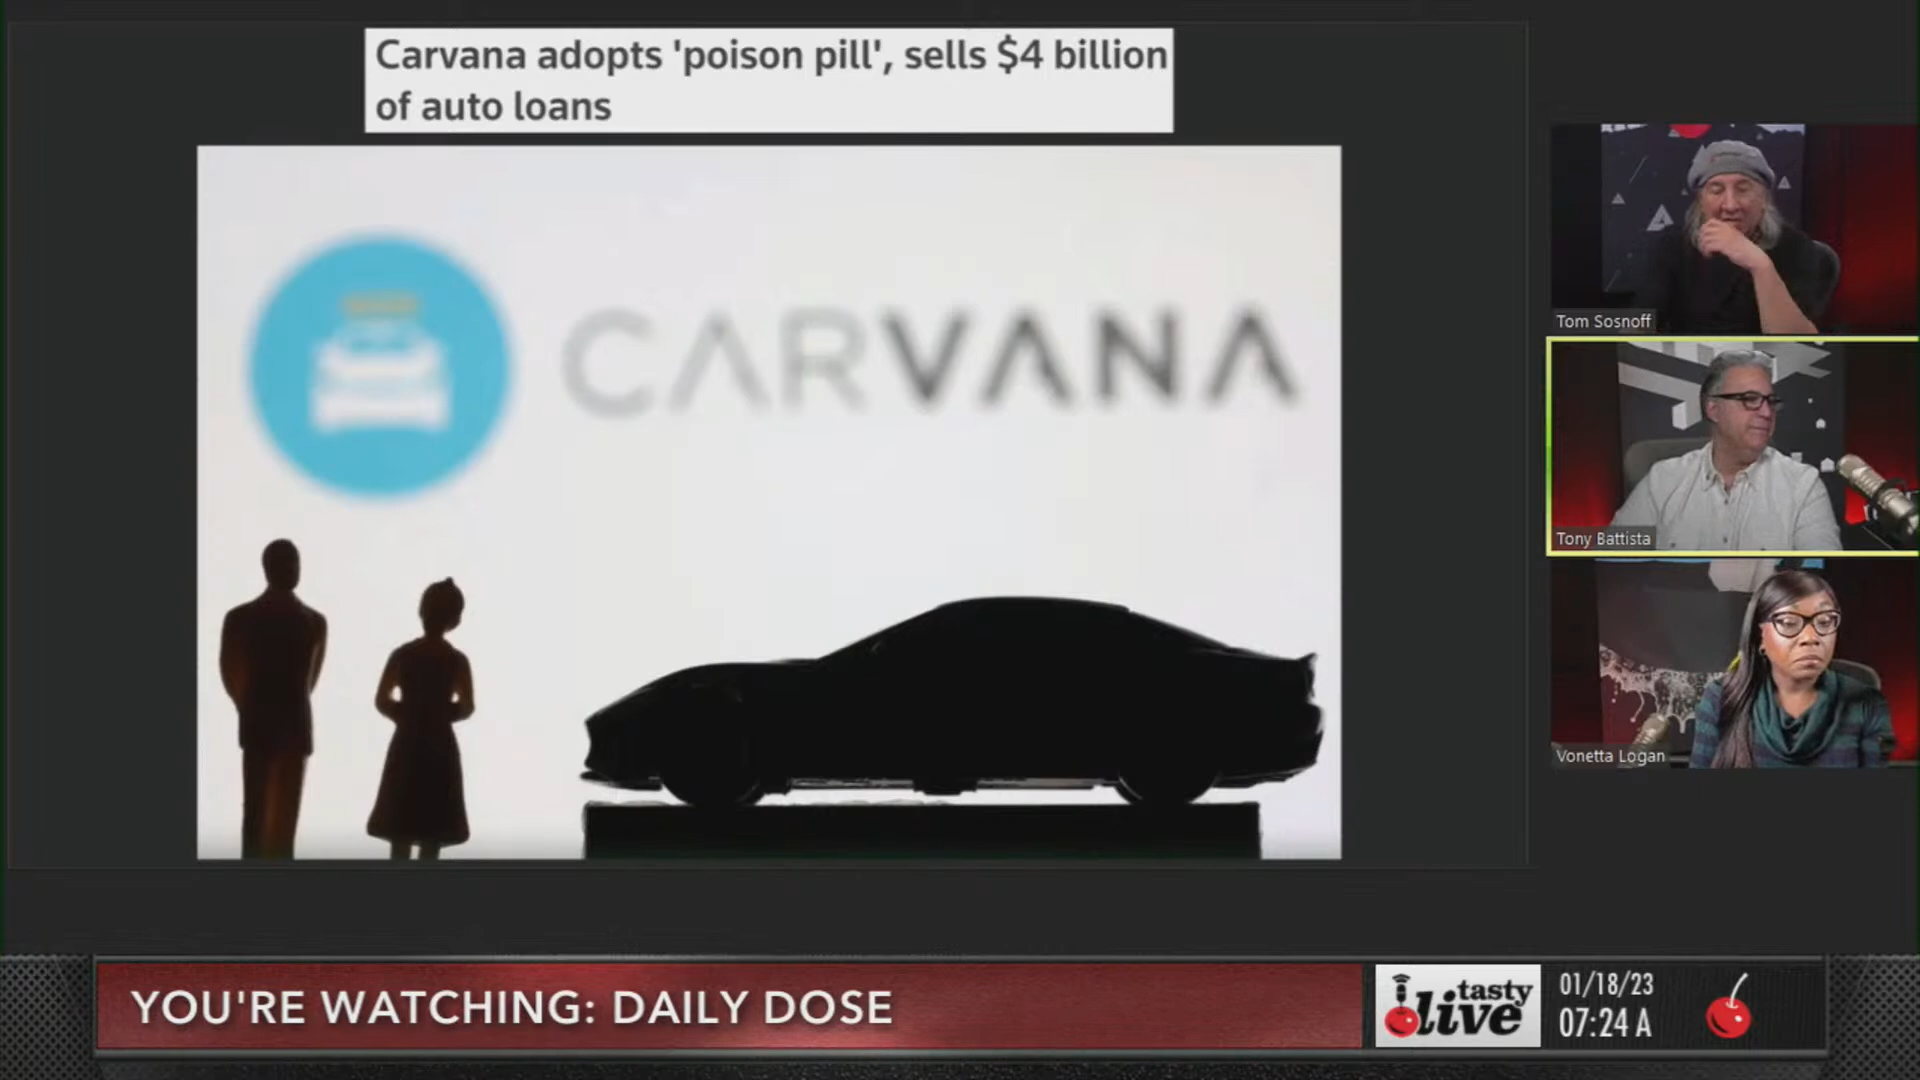 Carvana adopts 'poison pill', sells $4 billion
of auto loans
CARVANA
Tom Sosnoff
Tony Battista
Vonetta Logan
YOU'RE WATCHING: DAILY DOSE
tasty
live
01/18/23
07:24 A